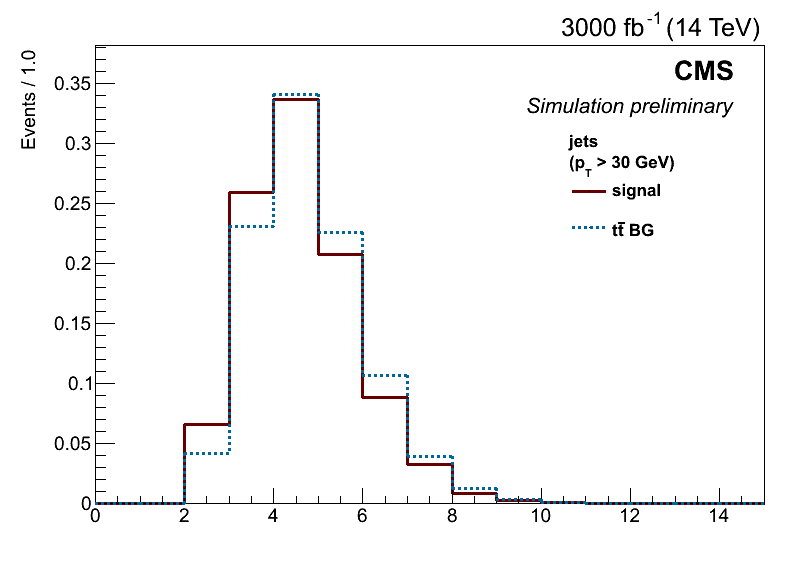 3000 fb⁻¹ (14 TeV)
Events / 1.0
CMS
Simulation preliminary
jets
(p_T > 30 GeV)
signal
tt̄ BG
0.35
0.3
0.25
0.2
0.15
0.1
0.05
0
0 2 4 6 8 10 12 14